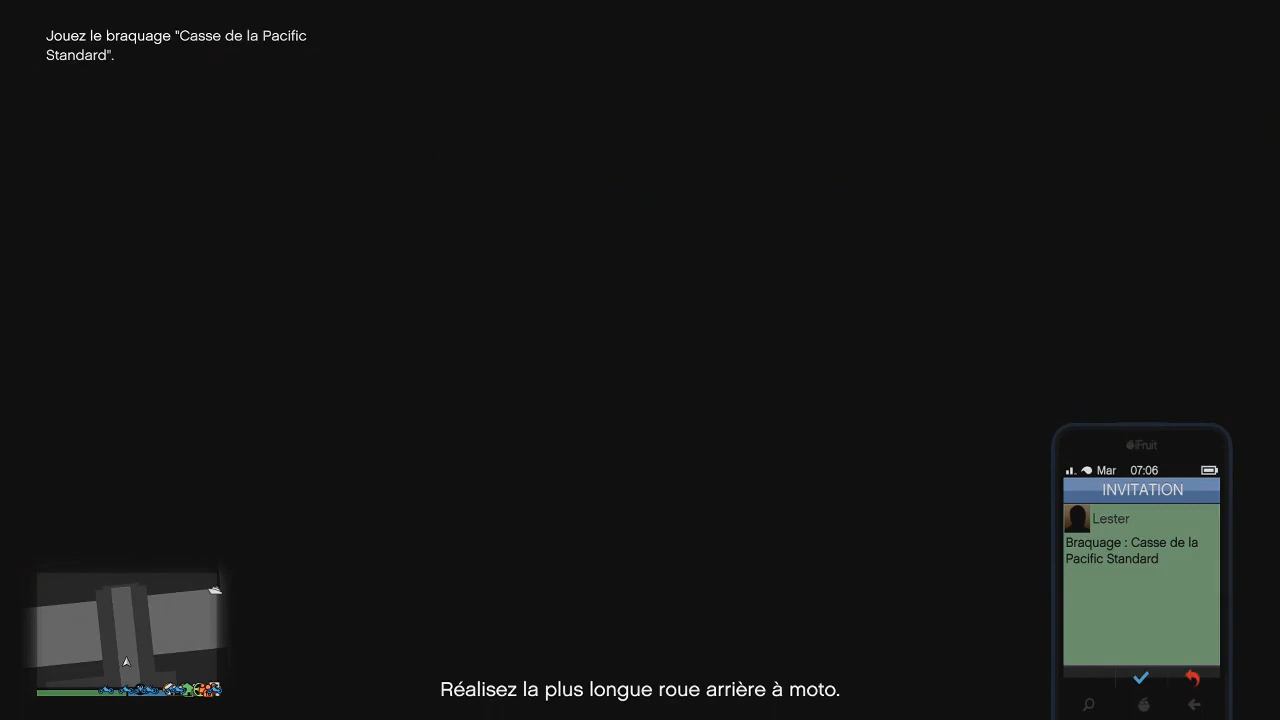 Jouez le braquage "Casse de la Pacific
Standard".
iFruit
Mar 07:06
INVITATION
Lester
Braquage : Casse de la
Pacific Standard
Réalisez la plus longue roue arrière à moto.